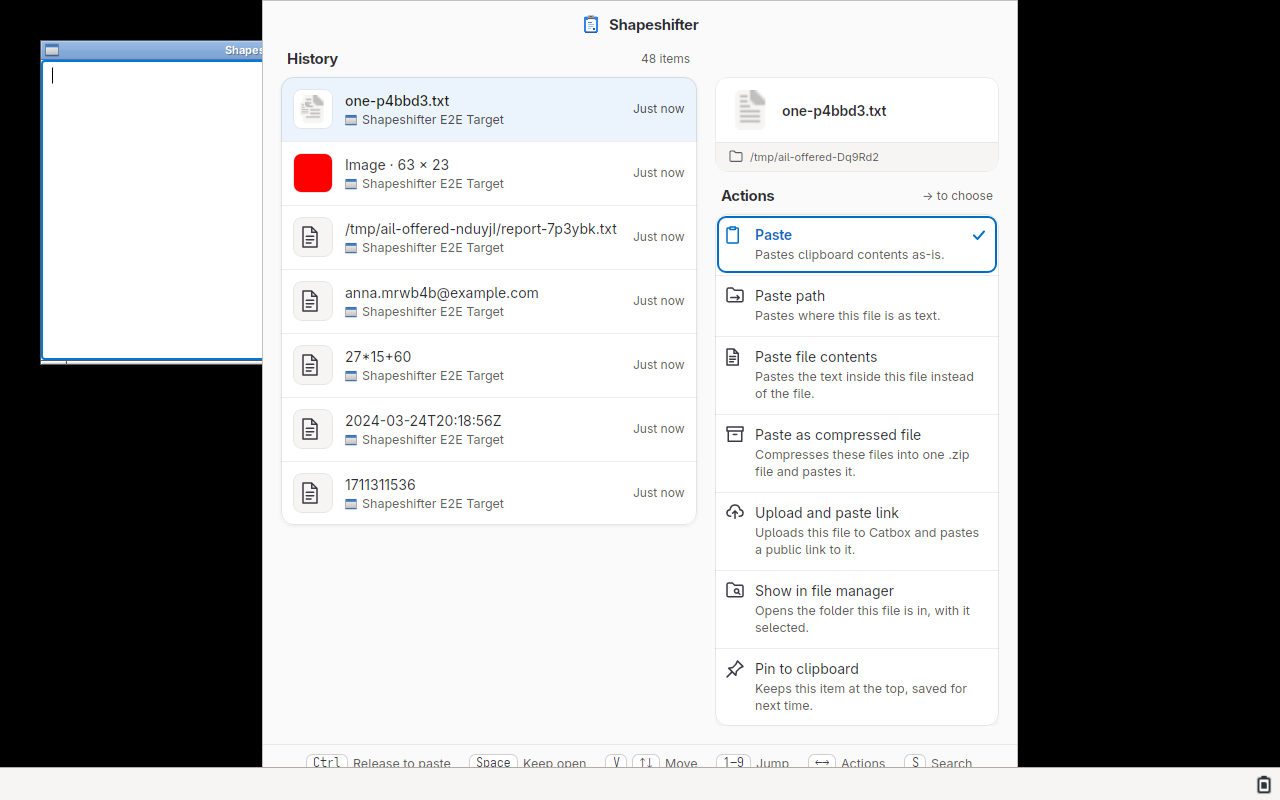 Shapes
Shapeshifter
History
48 items
one-p4bbd3.txt
Shapeshifter E2E Target
Just now
Image · 63 × 23
Shapeshifter E2E Target
Just now
/tmp/ail-offered-nduyjI/report-7p3ybk.txt
Shapeshifter E2E Target
Just now
anna.mrwb4b@example.com
Shapeshifter E2E Target
Just now
27*15+60
Shapeshifter E2E Target
Just now
2024-03-24T20:18:56Z
Shapeshifter E2E Target
Just now
1711311536
Shapeshifter E2E Target
Just now
one-p4bbd3.txt
/tmp/ail-offered-Dq9Rd2
Actions
→ to choose
Paste
Pastes clipboard contents as-is.
Paste path
Pastes where this file is as text.
Paste file contents
Pastes the text inside this file instead
of the file.
Paste as compressed file
Compresses these files into one .zip
file and pastes it.
Upload and paste link
Uploads this file to Catbox and pastes
a public link to it.
Show in file manager
Opens the folder this file is in, with it
selected.
Pin to clipboard
Keeps this item at the top, saved for
next time.
Ctrl Release to paste Space Keep open V ↑↓ Move 1–9 Jump ↔ Actions S Search